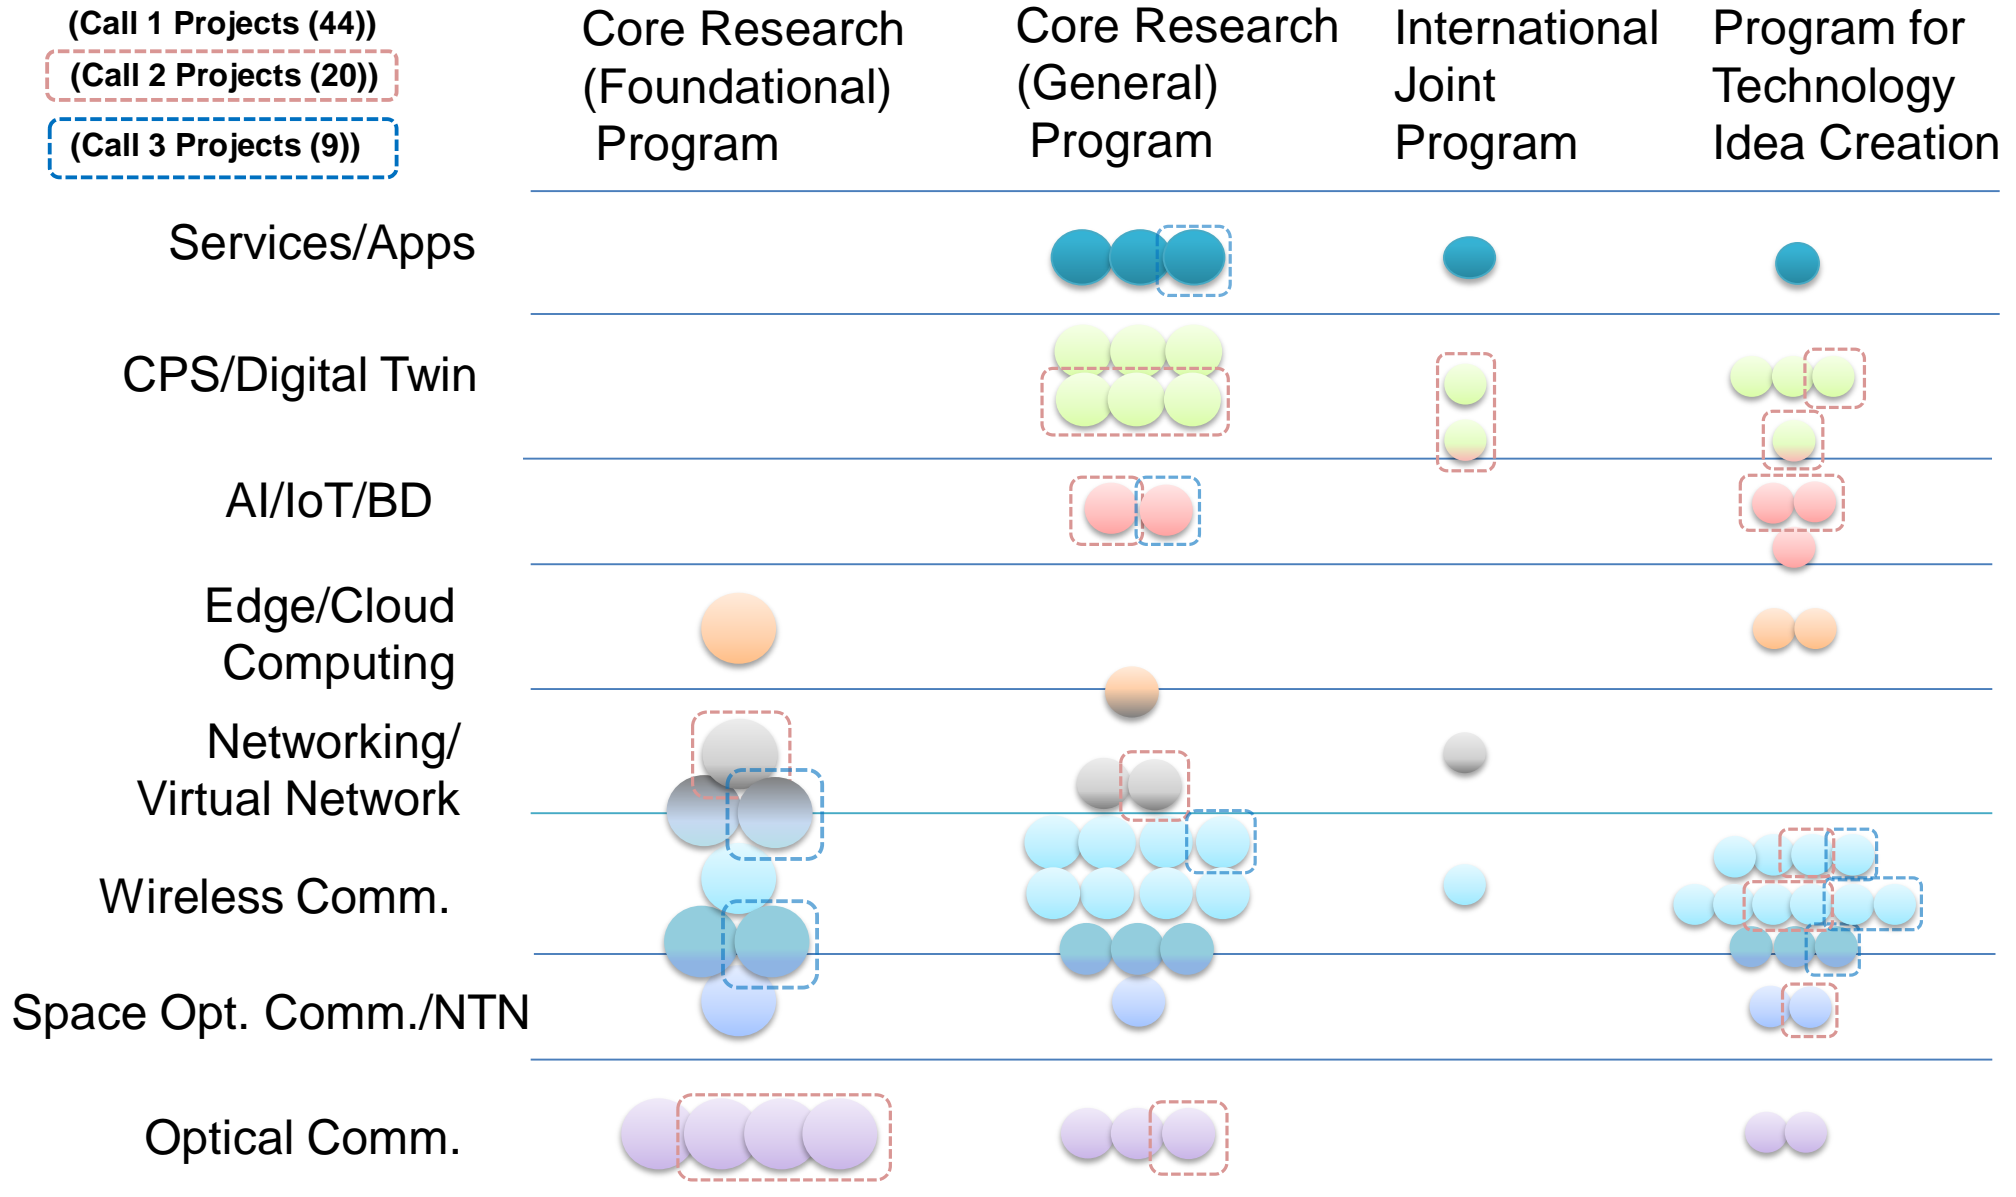 (Call 1 Projects (44))
(Call 2 Projects (20))
(Call 3 Projects (9))
Core Research
(Foundational)
Program
Core Research
(General)
Program
International
Joint
Program
Program for
Technology
Idea Creation
Services/Apps
CPS/Digital Twin
AI/IoT/BD
Edge/Cloud
Computing
Networking/
Virtual Network
Wireless Comm.
Space Opt. Comm./NTN
Optical Comm.